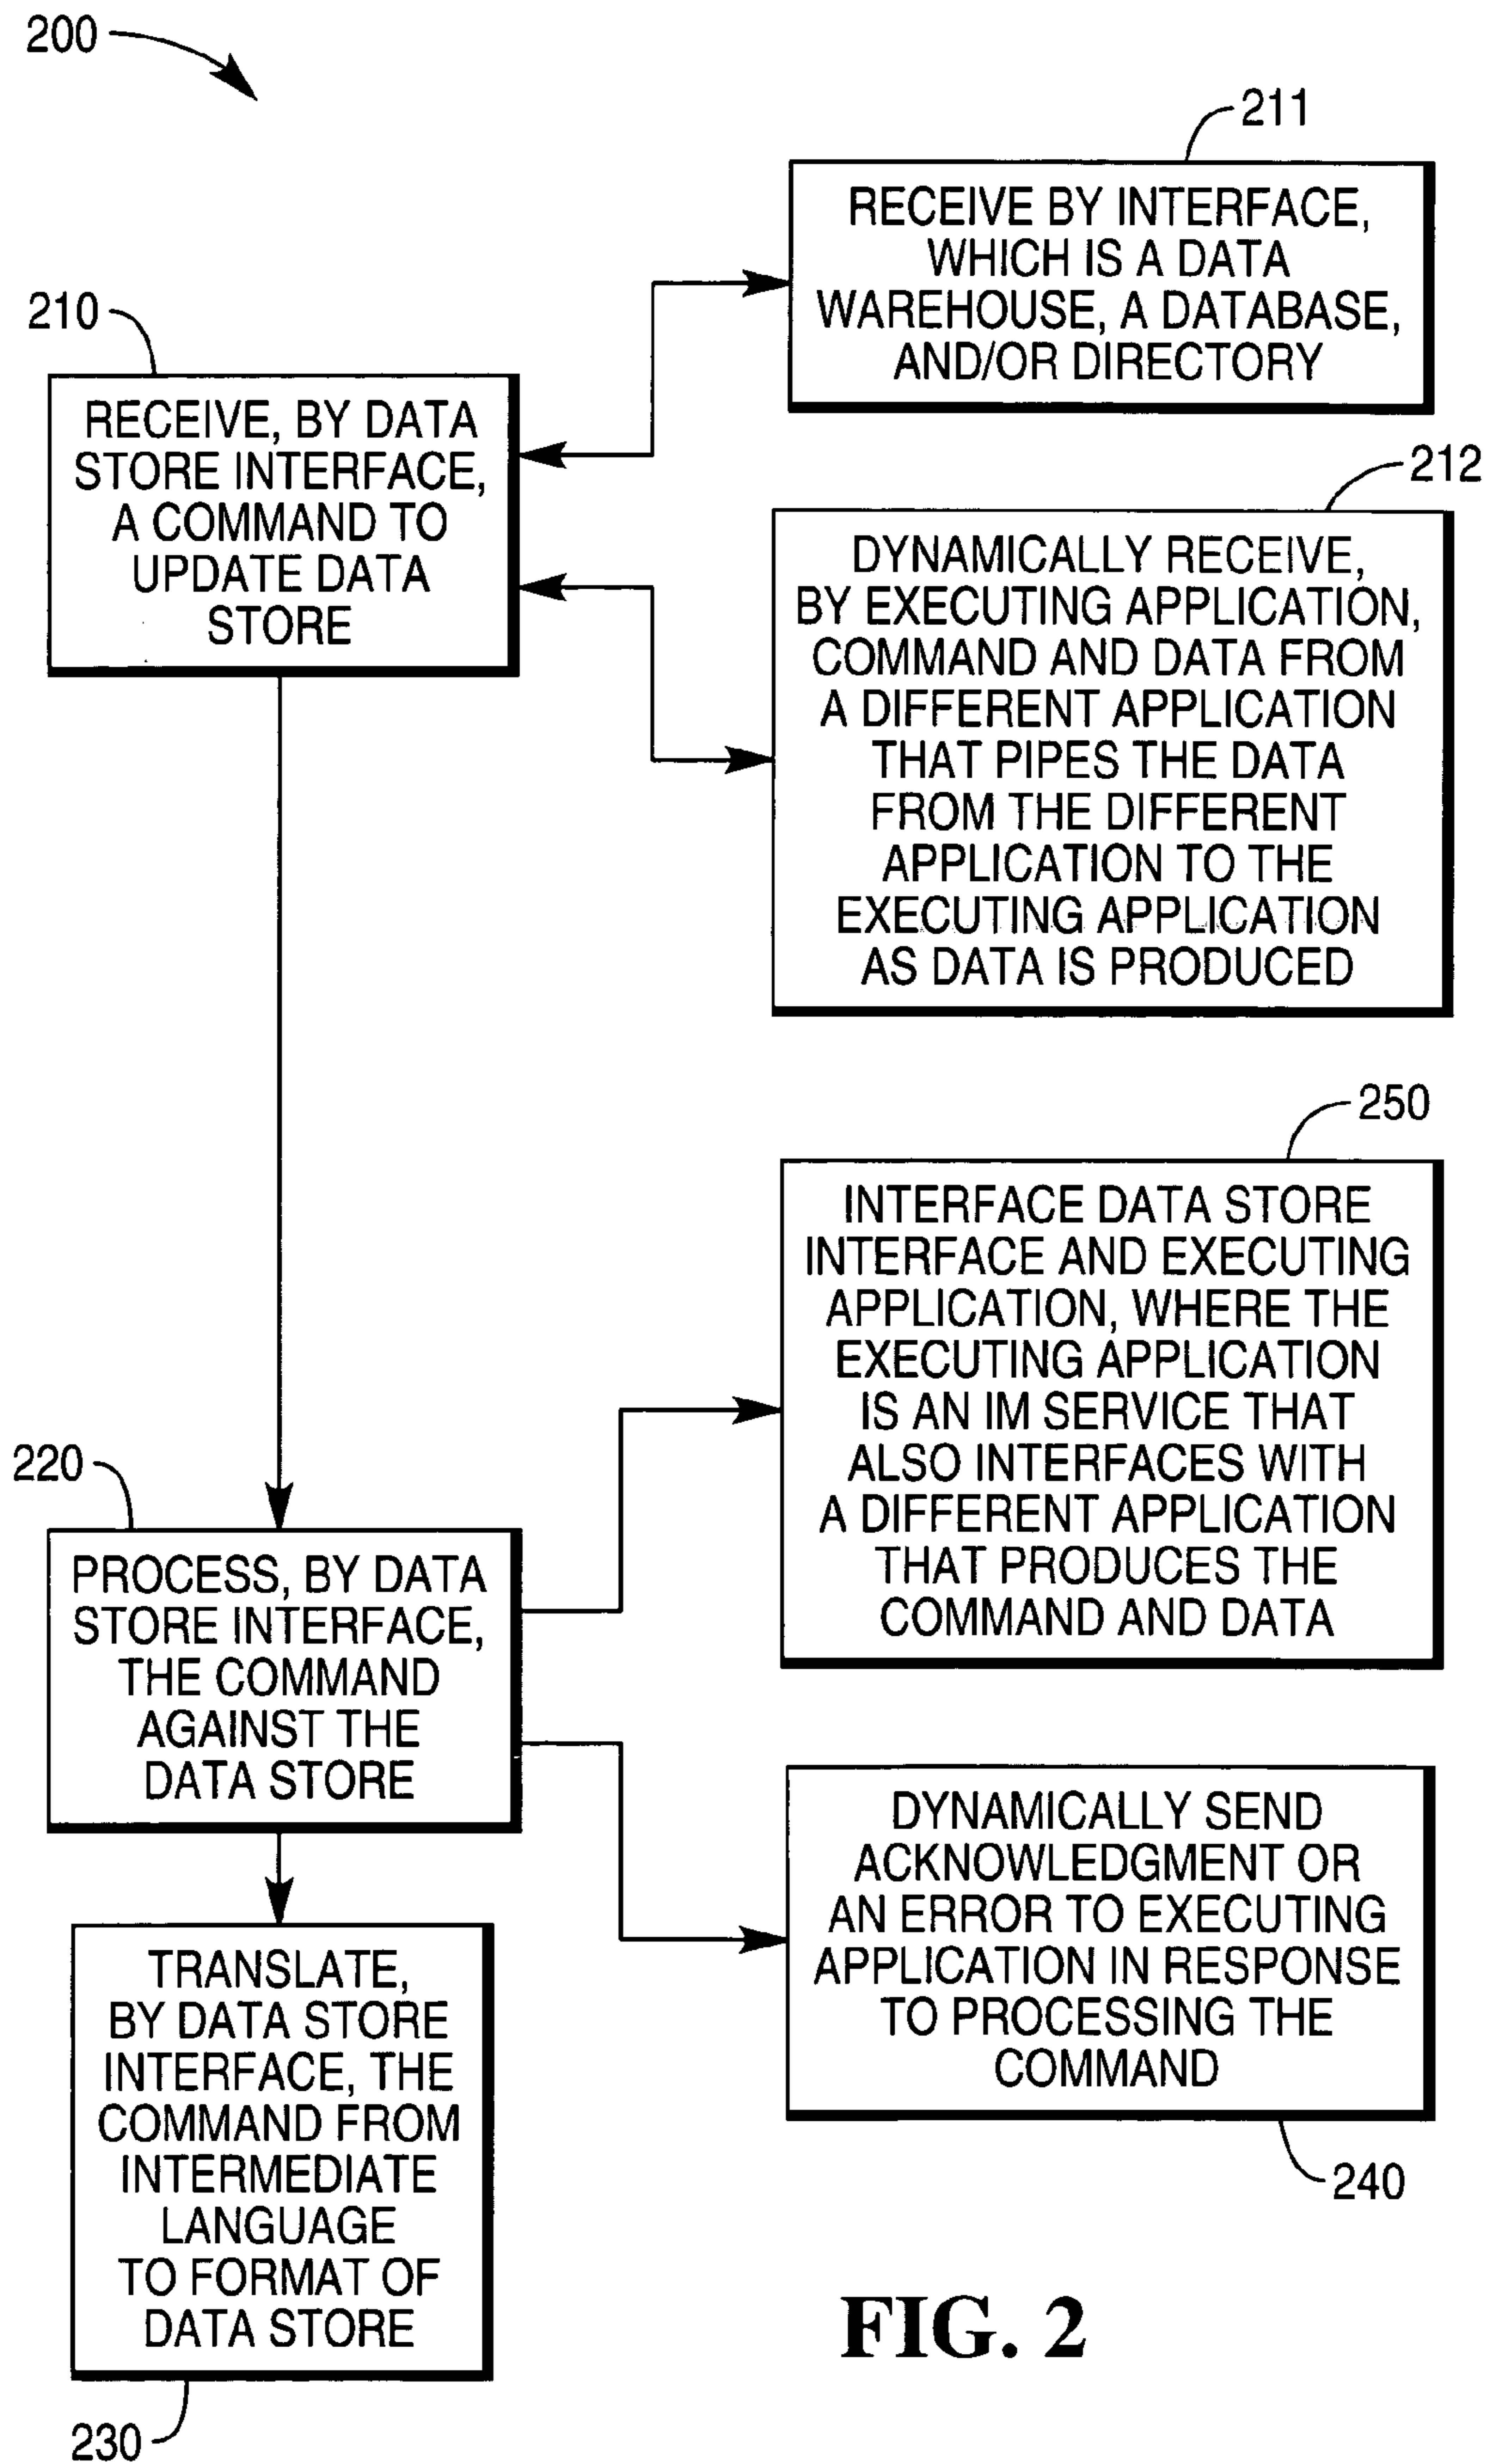 200
211
RECEIVE BY INTERFACE,
WHICH IS A DATA
WAREHOUSE, A DATABASE,
AND/OR DIRECTORY
210
RECEIVE, BY DATA
STORE INTERFACE,
A COMMAND TO
UPDATE DATA
STORE
212
DYNAMICALLY RECEIVE,
BY EXECUTING APPLICATION,
COMMAND AND DATA FROM
A DIFFERENT APPLICATION
THAT PIPES THE DATA
FROM THE DIFFERENT
APPLICATION TO THE
EXECUTING APPLICATION
AS DATA IS PRODUCED
250
INTERFACE DATA STORE
INTERFACE AND EXECUTING
APPLICATION, WHERE THE
EXECUTING APPLICATION
IS AN IM SERVICE THAT
ALSO INTERFACES WITH
A DIFFERENT APPLICATION
THAT PRODUCES THE
COMMAND AND DATA
220
PROCESS, BY DATA
STORE INTERFACE,
THE COMMAND
AGAINST THE
DATA STORE
DYNAMICALLY SEND
ACKNOWLEDGMENT OR
AN ERROR TO EXECUTING
APPLICATION IN RESPONSE
TO PROCESSING THE
COMMAND
240
TRANSLATE,
BY DATA STORE
INTERFACE, THE
COMMAND FROM
INTERMEDIATE
LANGUAGE
TO FORMAT OF
DATA STORE
230
FIG. 2